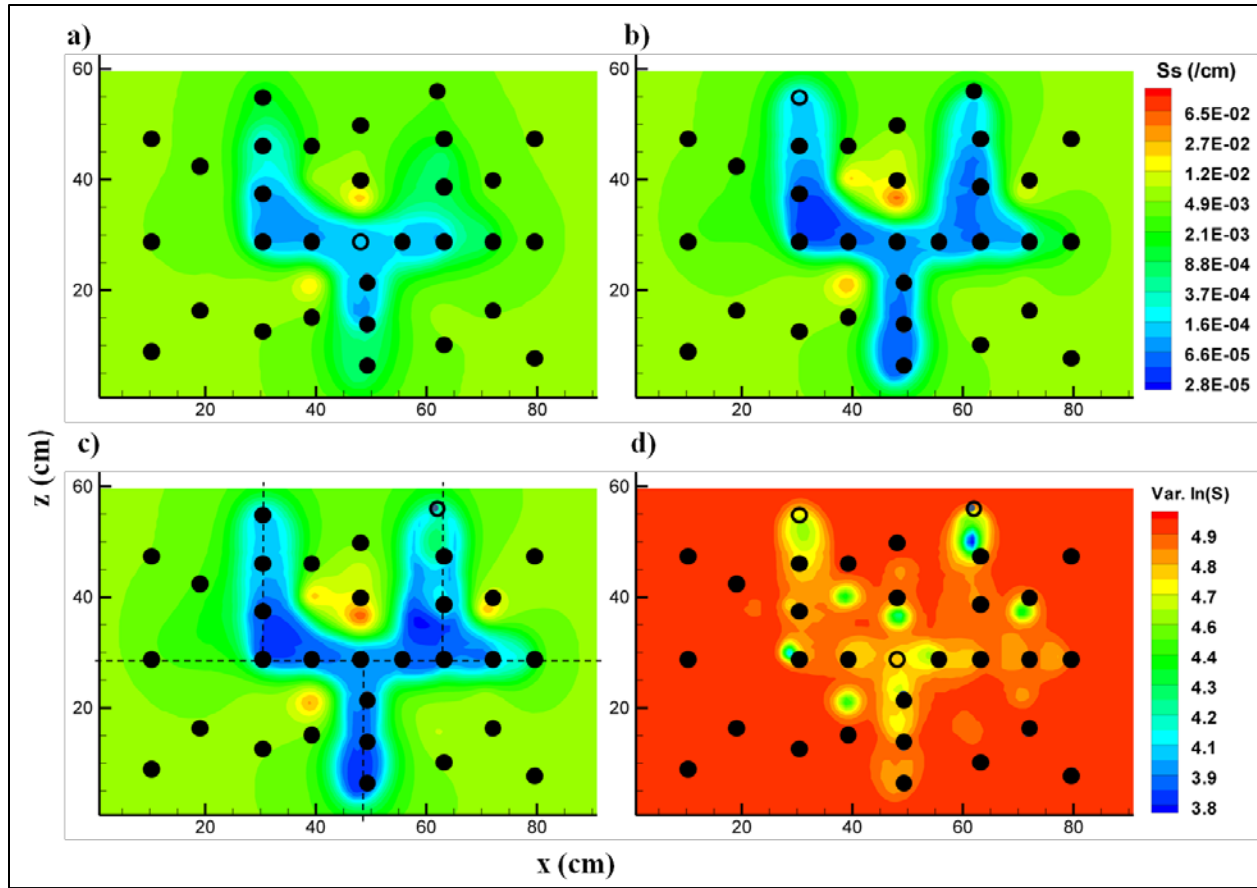 a)
b)
60
40
20
20 40 60 80
60
40
20
20 40 60 80
Ss (/cm)
6.5E-02
2.7E-02
1.2E-02
4.9E-03
2.1E-03
8.8E-04
3.7E-04
1.6E-04
6.6E-05
2.8E-05
z (cm)
c)
d)
60
40
20
20 40 60 80
60
40
20
20 40 60 80
Var. ln(S)
4.9
4.8
4.7
4.6
4.4
4.3
4.2
4.1
3.9
3.8
x (cm)